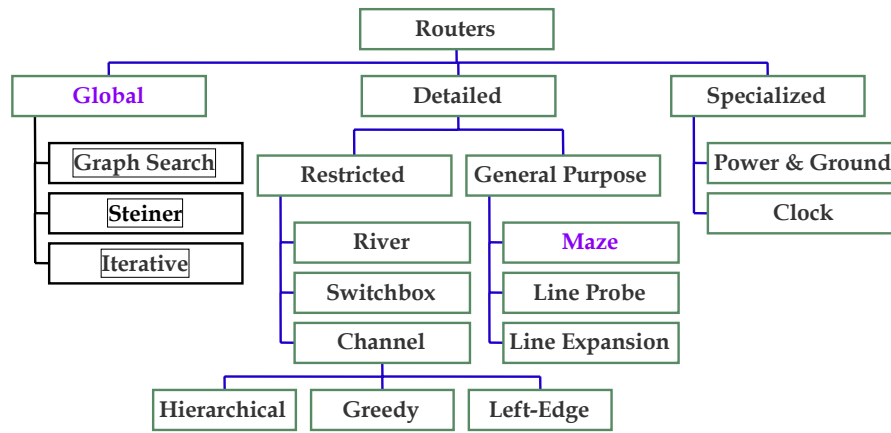 Routers
Global
Detailed
Specialized
Graph Search
Steiner
Iterative
Restricted
General Purpose
Power & Ground
Clock
River
Switchbox
Channel
Maze
Line Probe
Line Expansion
Hierarchical
Greedy
Left-Edge